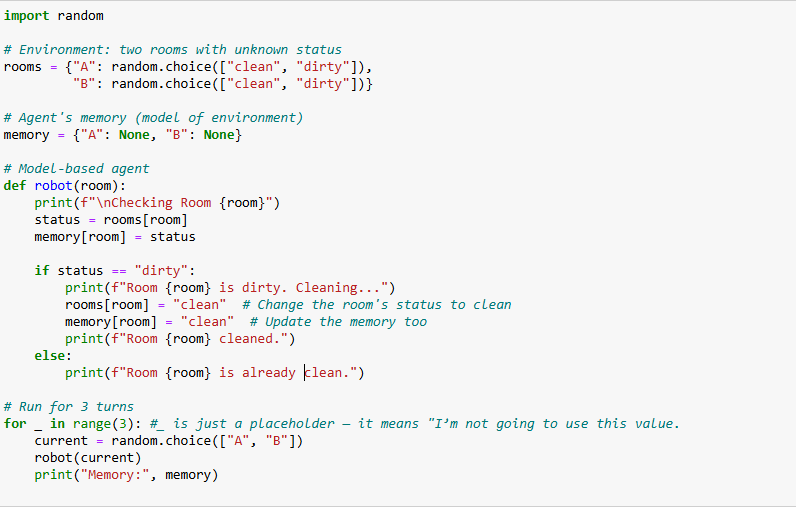 import random

# Environment: two rooms with unknown status
rooms = {"A": random.choice(["clean", "dirty"]),
         "B": random.choice(["clean", "dirty"])}

# Agent's memory (model of environment)
memory = {"A": None, "B": None}

# Model-based agent
def robot(room):
    print(f"\nChecking Room {room}")
    status = rooms[room]
    memory[room] = status

    if status == "dirty":
        print(f"Room {room} is dirty. Cleaning...")
        rooms[room] = "clean"  # Change the room's status to clean
        memory[room] = "clean"  # Update the memory too
        print(f"Room {room} cleaned.")
    else:
        print(f"Room {room} is already clean.")

# Run for 3 turns
for _ in range(3): #_ is just a placeholder — it means "I’m not going to use this value.
    current = random.choice(["A", "B"])
    robot(current)
    print("Memory:", memory)